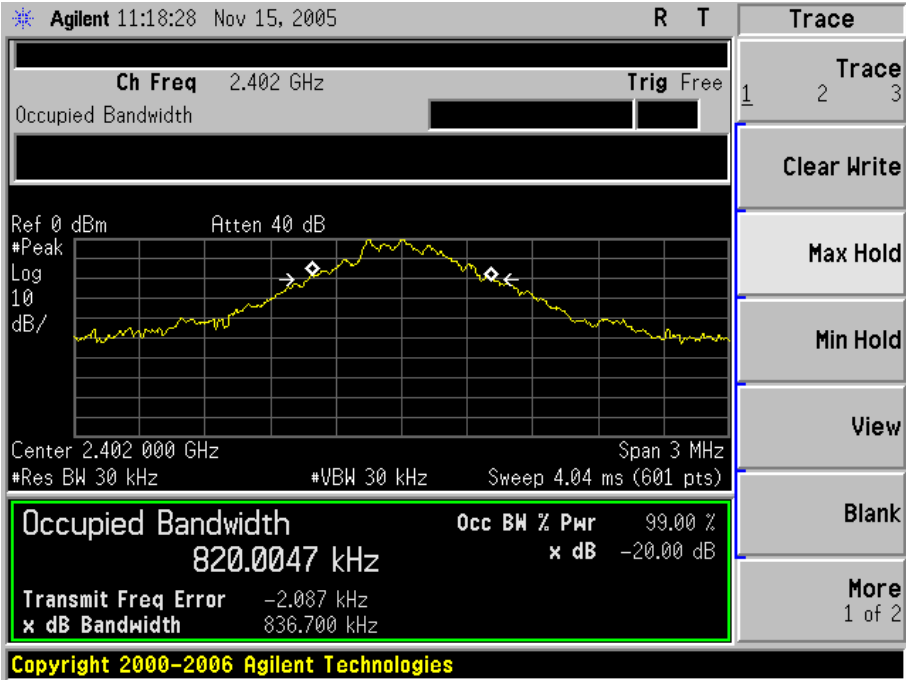 Agilent 11:18:28 Nov 15, 2005 R T
Trace
Ch Freq 2.402 GHz Trig Free
Occupied Bandwidth
Trace
1 2 3
Clear Write
Max Hold
Min Hold
View
Blank
More
1 of 2
Ref 0 dBm Atten 40 dB
#Peak
Log
10
dB/
Center 2.402 000 GHz Span 3 MHz
#Res BW 30 kHz #VBW 30 kHz Sweep 4.04 ms (601 pts)
Occupied Bandwidth
820.0047 kHz
Occ BW % Pwr 99.00 %
x dB -20.00 dB
Transmit Freq Error -2.087 kHz
x dB Bandwidth 836.700 kHz
Copyright 2000-2006 Agilent Technologies